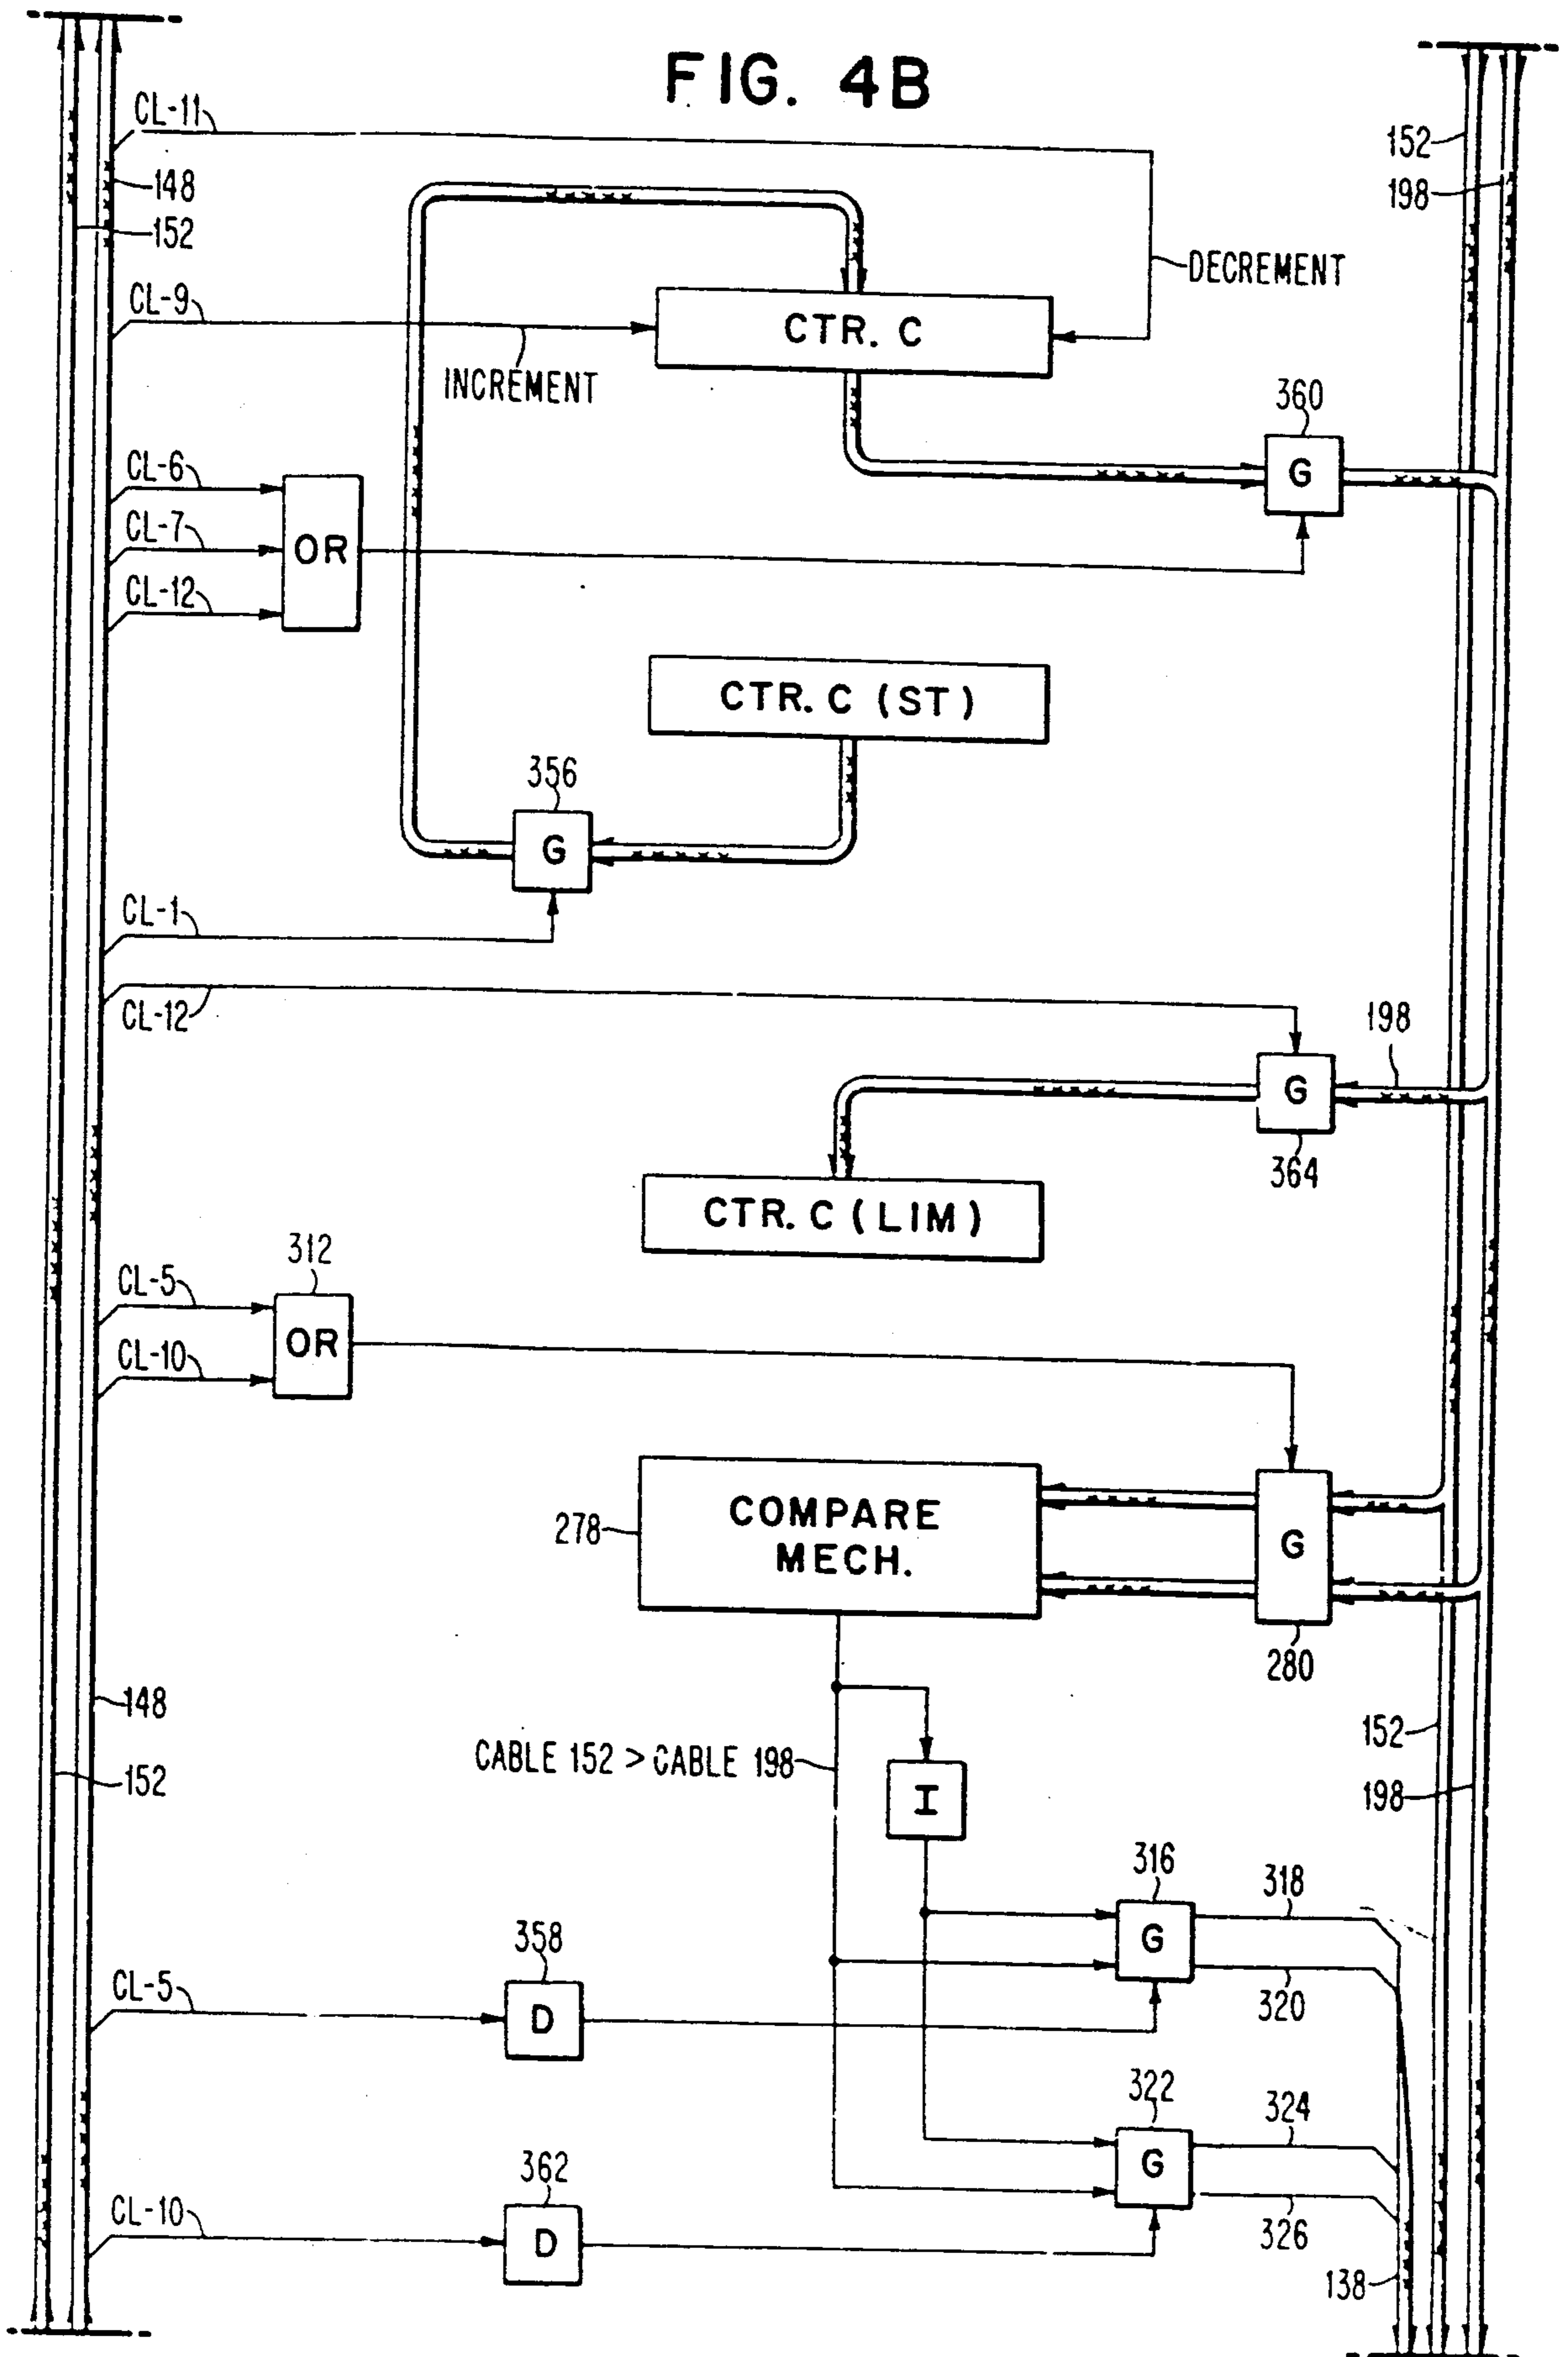 FIG. 4B
CL-11
148
152
152
198
DECREMENT
CL-9
CTR. C
INCREMENT
360
G
CL-6
CL-7
CL-12
OR
CTR. C (ST)
356
G
CL-1
CL-12
198
G
364
CTR. C (LIM)
312
CL-5
CL-10
OR
COMPARE
MECH.
278
G
280
148
152
CABLE 152 > CABLE 198
152
198
I
316
318
G
320
358
CL-5
D
322
324
G
326
362
CL-10
D
138